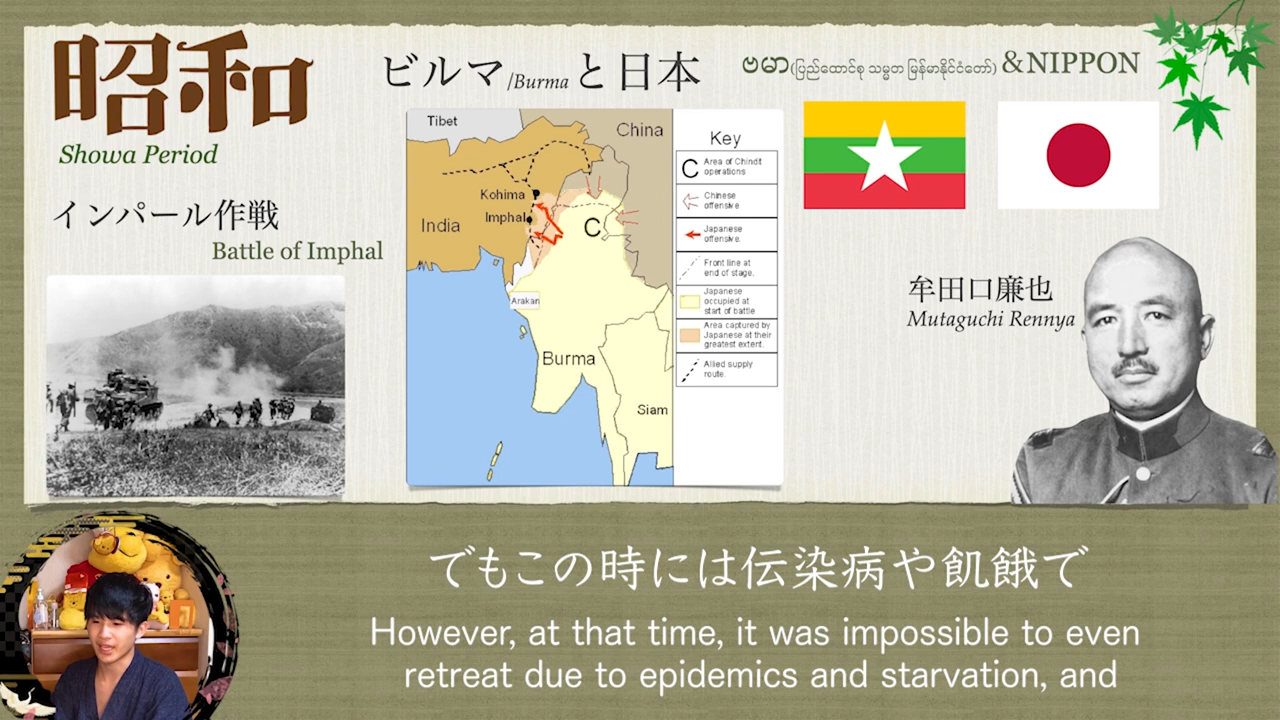 昭和
Showa Period
インパール作戦
Battle of Imphal
ビルマ/Burmaと日本
ဗမာ(ပြည်ထောင်စု သမ္မတ မြန်မာနိုင်ငံတော်) &NIPPON
Tibet
China
Kohima
Imphal
India
C
Arakan
Burma
Siam
Key
C Area of Chindit
operations
Chinese
offensive
Japanese
offensive.
Front line at
end of stage.
Japanese
occupied at
start of battle
Area captured by
Japanese at their
greatest extent.
Allied supply
route.
牟田口廉也
Mutaguchi Rennya
でもこの時には伝染病や飢餓で
However, at that time, it was impossible to even
retreat due to epidemics and starvation, and